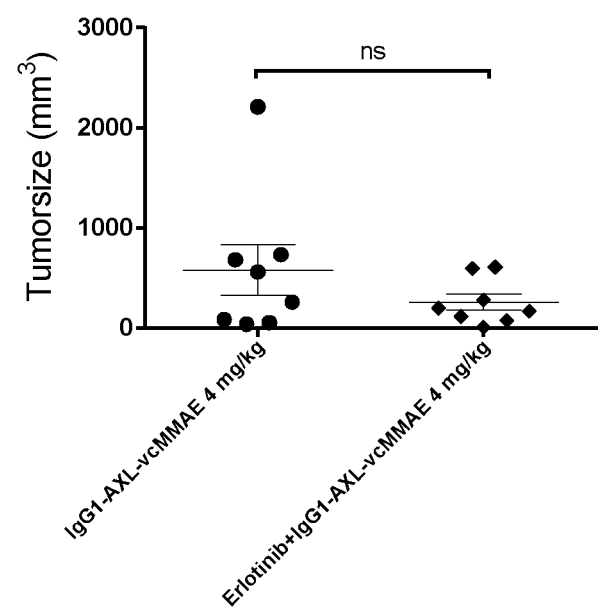 ns
Tumorsize (mm³)
3000
2000
1000
0
IgG1-AXL-vcMMAE 4 mg/kg
Erlotinib+IgG1-AXL-vcMMAE 4 mg/kg